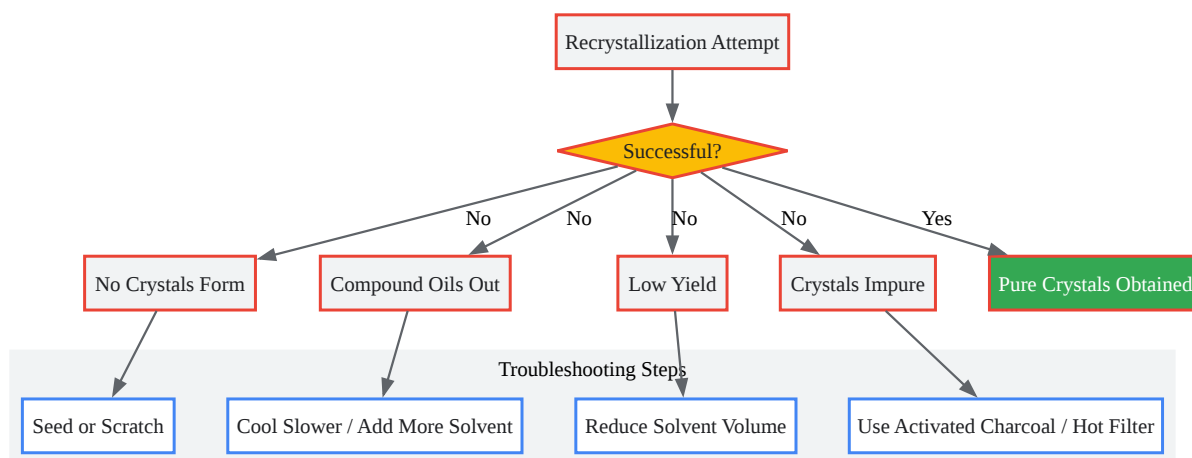 Recrystallization Attempt
Successful?
No
No
No
No
Yes
No Crystals Form
Compound Oils Out
Low Yield
Crystals Impure
Pure Crystals Obtained
Troubleshooting Steps
Seed or Scratch
Cool Slower / Add More Solvent
Reduce Solvent Volume
Use Activated Charcoal / Hot Filter